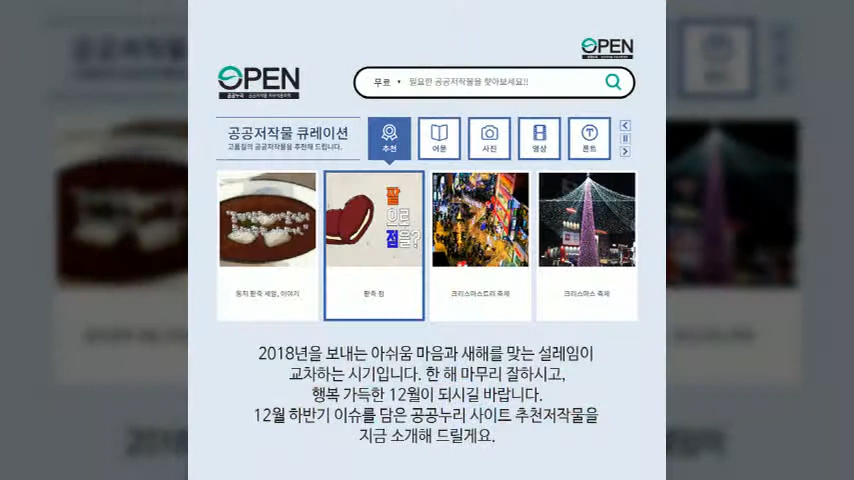 OPEN
OPEN
공공누리
무료
필요한 공공저작물을 찾아보세요!!
공공저작물 큐레이션
고품질의 공공저작물을 추천해 드립니다.
추천
어문
사진
영상
폰트
팥
으로
점을?
동지 팥죽 세알, 이야기
팥죽 점
크리스마스트리 축제
크리스마스 축제
2018년을 보내는 아쉬움 마음과 새해를 맞는 설레임이
교차하는 시기입니다. 한 해 마무리 잘하시고,
행복 가득한 12월이 되시길 바랍니다.
12월 하반기 이슈를 담은 공공누리 사이트 추천저작물을
지금 소개해 드릴게요.